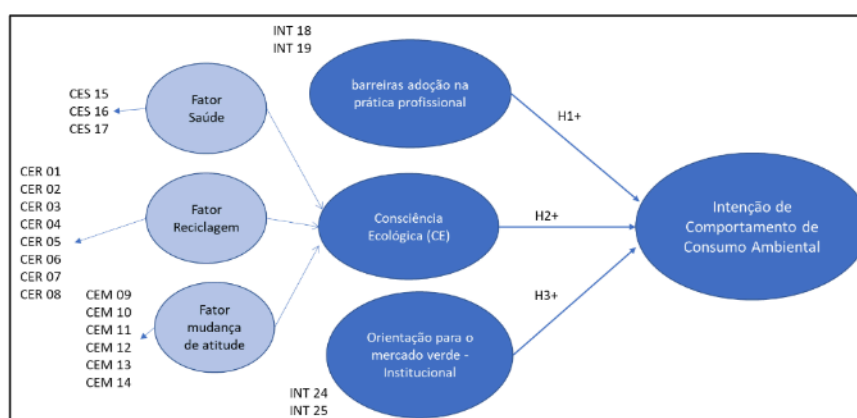 INT 18
INT 19
barreiras adoção na
prática profissional
CES 15
CES 16
CES 17
Fator
Saúde
H1+
CER 01
CER 02
CER 03
CER 04
CER 05
CER 06
CER 07
CER 08
Fator
Reciclagem
Consciência
Ecológica (CE)
H2+
Intenção de
Comportamento de
Consumo Ambiental
CEM 09
CEM 10
CEM 11
CEM 12
CEM 13
CEM 14
Fator
mudança
de atitude
H3+
Orientação para o
mercado verde -
Institucional
INT 24
INT 25